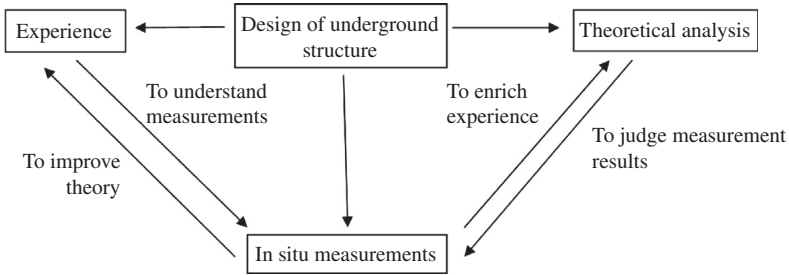 Experience
Design of underground
structure
Theoretical analysis
To understand
measurements
To enrich
experience
To improve
theory
To judge measurement
results
In situ measurements